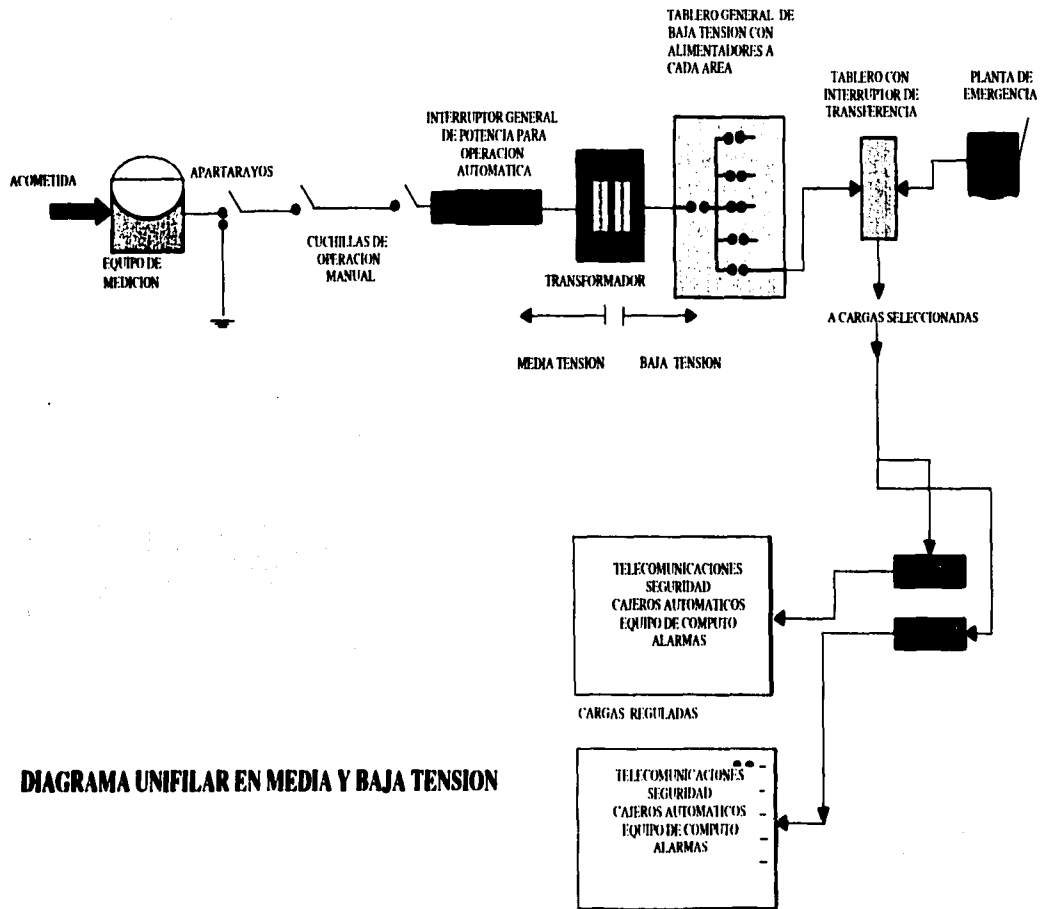 TABLERO GENERAL DE
BAJA TENSION CON
ALIMENTADORES A
CADA AREA
TABLERO CON
INTERRUPTOR DE
TRANSFERENCIA
PLANTA DE
EMERGENCIA
INTERRUPTOR GENERAL
DE POTENCIA PARA
OPERACION
AUTOMATICA
ACOMETIDA
APARTARAYOS
EQUIPO DE
MEDICION
CUCHILLAS DE
OPERACION
MANUAL
TRANSFORMADOR
MEDIA TENSION
BAJA TENSION
A CARGAS SELECCIONADAS
TELECOMUNICACIONES
SEGURIDAD
CAJEROS AUTOMATICOS
EQUIPO DE COMPUTO
ALARMAS
CARGAS REGULADAS
DIAGRAMA UNIFILAR EN MEDIA Y BAJA TENSION
TELECOMUNICACIONES
SEGURIDAD
CAJEROS AUTOMATICOS
EQUIPO DE COMPUTO
ALARMAS